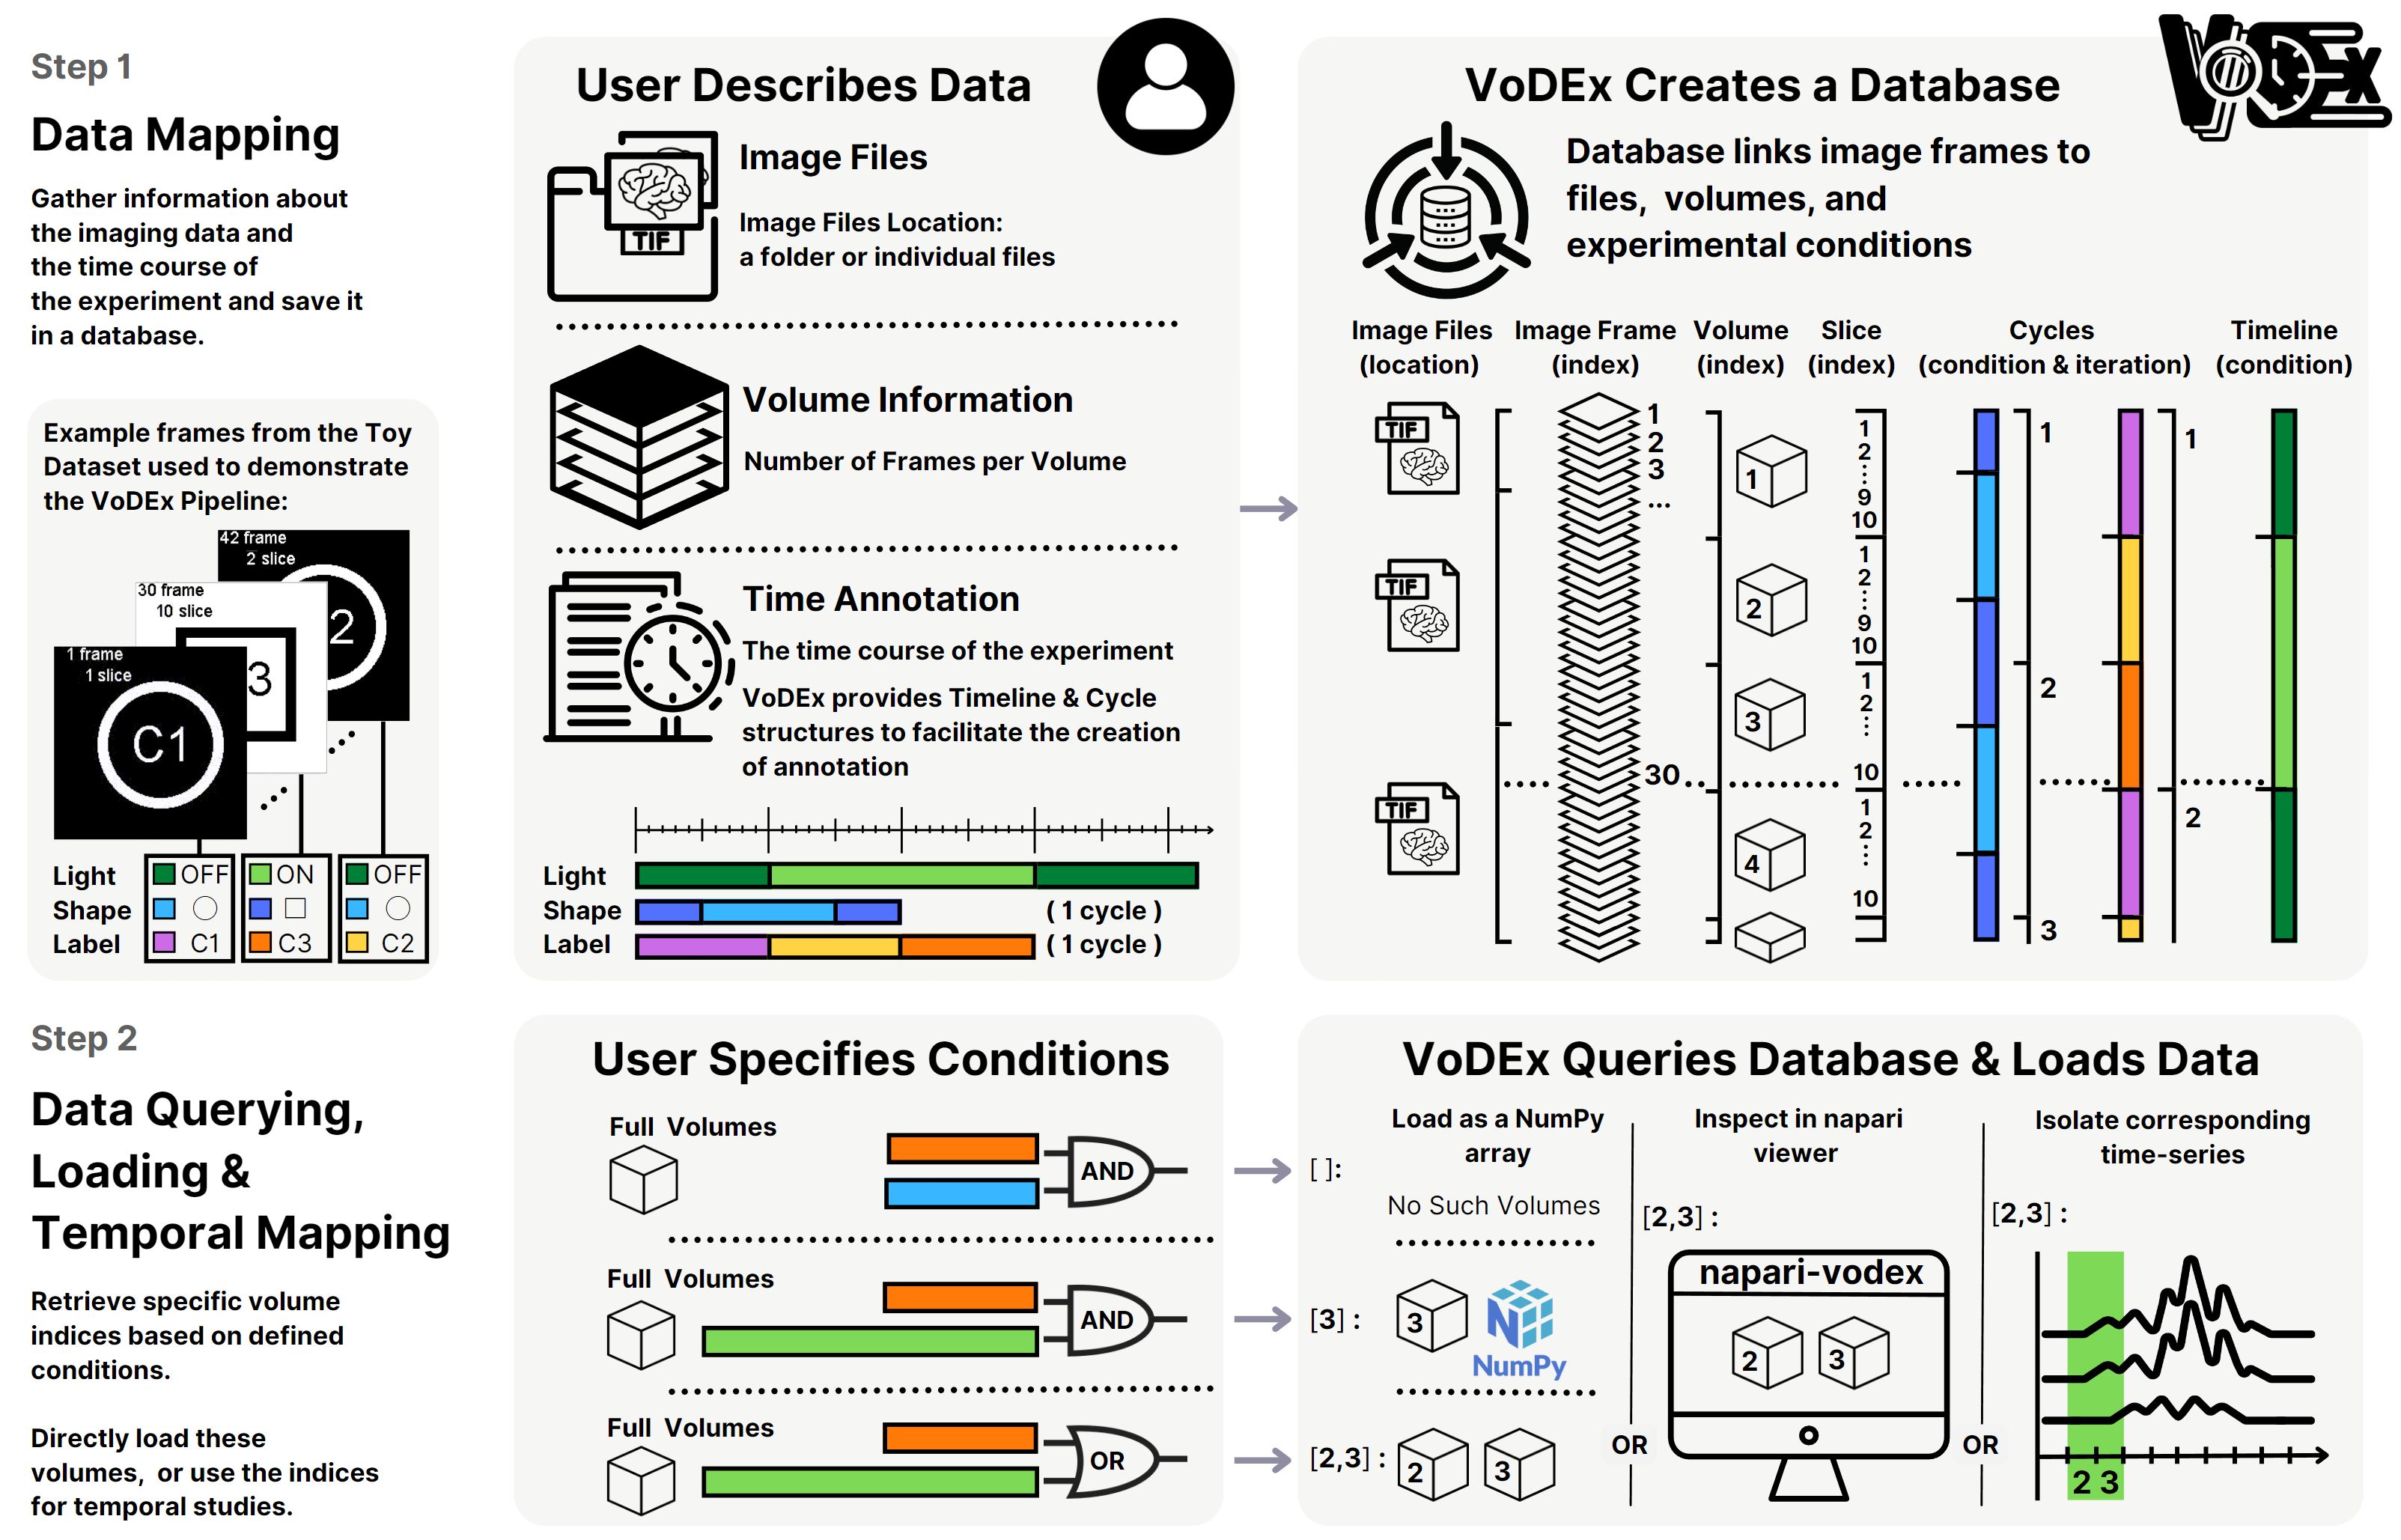 Step 1
Data Mapping
Gather information about
the imaging data and
the time course of
the experiment and save it
in a database.
Example frames from the Toy
Dataset used to demonstrate
the VoDEx Pipeline:
42 frame
2 slice
2
30 frame
10 slice
3
1 frame
1 slice
C1
Light OFF ON OFF
Shape
Label C1 C3 C2
User Describes Data
Image Files
Image Files Location:
a folder or individual files
TIF
Volume Information
Number of Frames per Volume
Time Annotation
The time course of the experiment
VoDEx provides Timeline & Cycle
structures to facilitate the creation
of annotation
Light
Shape ( 1 cycle )
Label ( 1 cycle )
VoDEx Creates a Database
VoDEx
Database links image frames to
files, volumes, and
experimental conditions
Image Files
(location)
Image Frame
(index)
Volume
(index)
Slice
(index)
Cycles
(condition & iteration)
Timeline
(condition)
TIF
TIF
TIF
1
2
3
...
30
1
2
3
4
1
2
9
10
1
2
9
10
1
2
10
1
2
10
1
2
3
1
2
Step 2
Data Querying,
Loading &
Temporal Mapping
Retrieve specific volume
indices based on defined
conditions.
Directly load these
volumes, or use the indices
for temporal studies.
User Specifies Conditions
Full Volumes
AND
Full Volumes
AND
Full Volumes
OR
VoDEx Queries Database & Loads Data
Load as a NumPy
array
[ ]:
No Such Volumes
[3] :
3
NumPy
[2,3] :
2 3
OR
Inspect in napari
viewer
[2,3] :
napari-vodex
2 3
OR
Isolate corresponding
time-series
[2,3] :
2 3